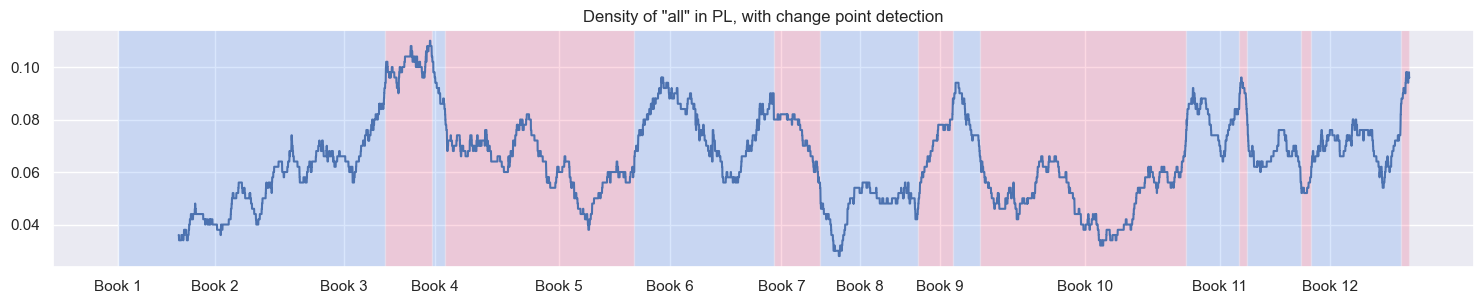 Density of "all" in PL, with change point detection
0.10
0.08
0.06
0.04
Book 1 Book 2 Book 3 Book 4 Book 5 Book 6 Book 7 Book 8 Book 9 Book 10 Book 11 Book 12